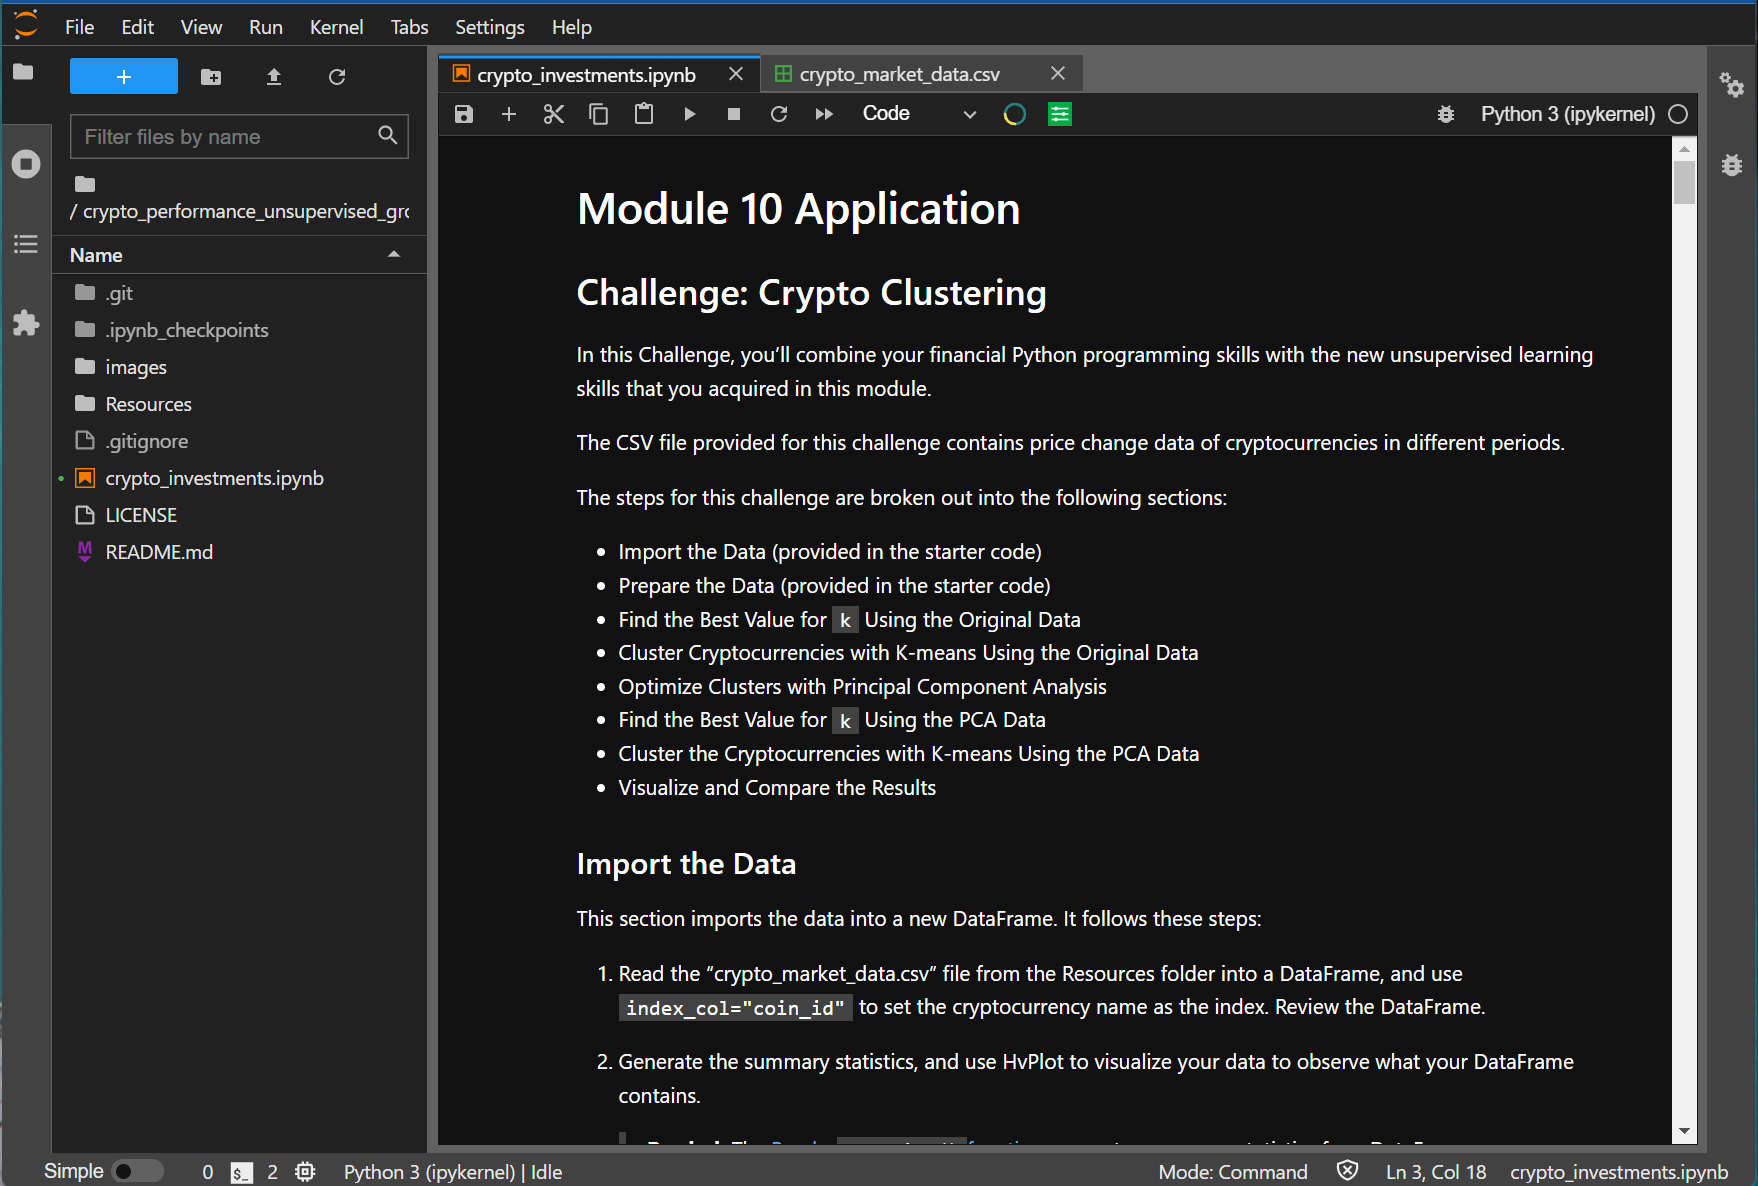 File Edit View Run Kernel Tabs Settings Help
+
Filter files by name
/ crypto_performance_unsupervised_gr
Name
.git
.ipynb_checkpoints
images
Resources
.gitignore
crypto_investments.ipynb
LICENSE
M README.md
crypto_investments.ipynb
crypto_market_data.csv
Code
Python 3 (ipykernel)
Module 10 Application
Challenge: Crypto Clustering
In this Challenge, you’ll combine your financial Python programming skills with the new unsupervised learning
skills that you acquired in this module.
The CSV file provided for this challenge contains price change data of cryptocurrencies in different periods.
The steps for this challenge are broken out into the following sections:
• Import the Data (provided in the starter code)
• Prepare the Data (provided in the starter code)
• Find the Best Value for k Using the Original Data
• Cluster Cryptocurrencies with K-means Using the Original Data
• Optimize Clusters with Principal Component Analysis
• Find the Best Value for k Using the PCA Data
• Cluster the Cryptocurrencies with K-means Using the PCA Data
• Visualize and Compare the Results
Import the Data
This section imports the data into a new DataFrame. It follows these steps:
1. Read the “crypto_market_data.csv” file from the Resources folder into a DataFrame, and use
index_col="coin_id" to set the cryptocurrency name as the index. Review the DataFrame.
2. Generate the summary statistics, and use HvPlot to visualize your data to observe what your DataFrame
contains.
Simple 0 $_ 2 Python 3 (ipykernel) | Idle
Mode: Command Ln 3, Col 18 crypto_investments.ipynb